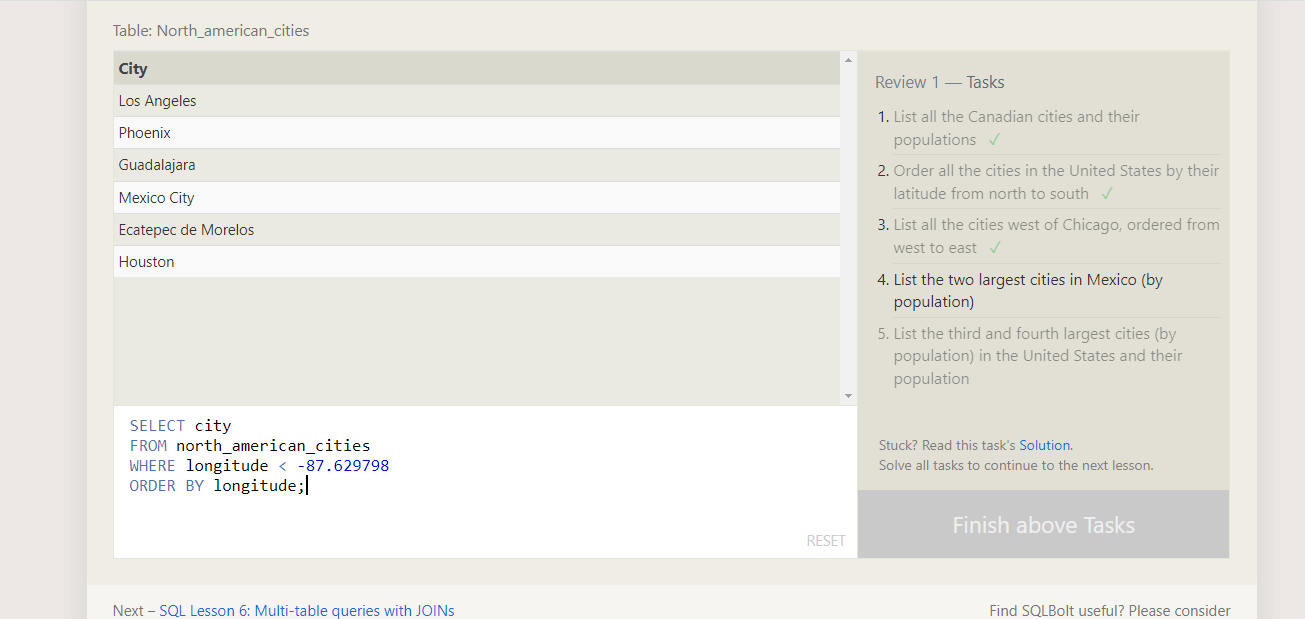 Table: North_american_cities
City
Los Angeles
Phoenix
Guadalajara
Mexico City
Ecatepec de Morelos
Houston
SELECT city
FROM north_american_cities
WHERE longitude < -87.629798
ORDER BY longitude;
RESET
Review 1 — Tasks
1. List all the Canadian cities and their
populations ✓
2. Order all the cities in the United States by their
latitude from north to south ✓
3. List all the cities west of Chicago, ordered from
west to east ✓
4. List the two largest cities in Mexico (by
population)
5. List the third and fourth largest cities (by
population) in the United States and their
population
Stuck? Read this task's Solution.
Solve all tasks to continue to the next lesson.
Finish above Tasks
Next – SQL Lesson 6: Multi-table queries with JOINs
Find SQLBolt useful? Please consider